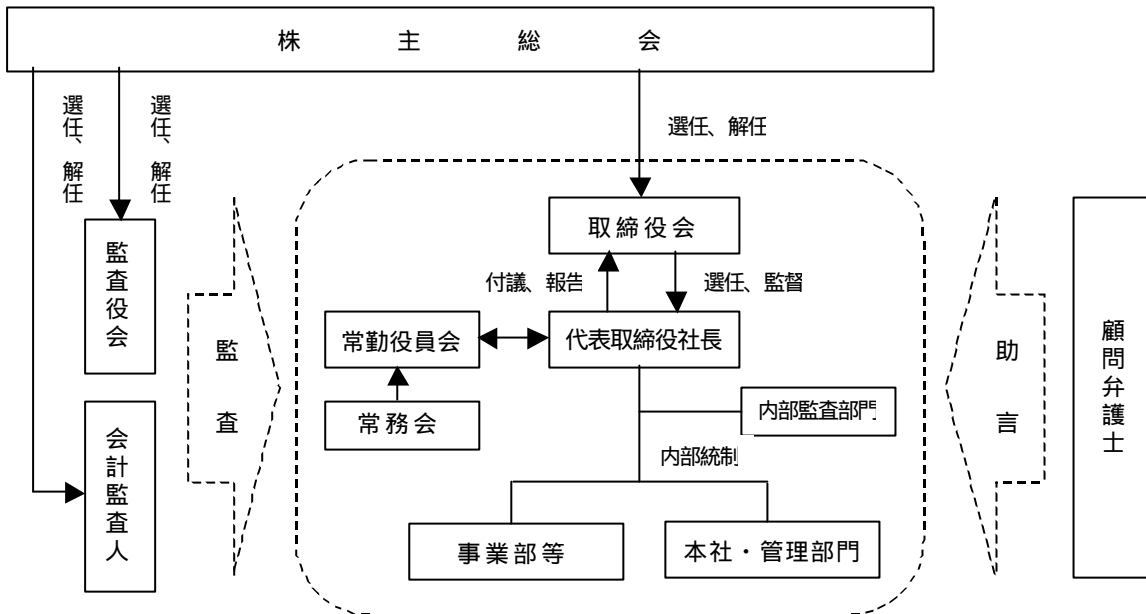 株主総会
選任、解任
選任、解任
選任、解任
取締役会
付議、報告
選任、監督
監査役会
常勤役員会
代表取締役社長
監査
助言
顧問弁護士
常務会
内部監査部門
会計監査人
内部統制
事業部等
本社・管理部門